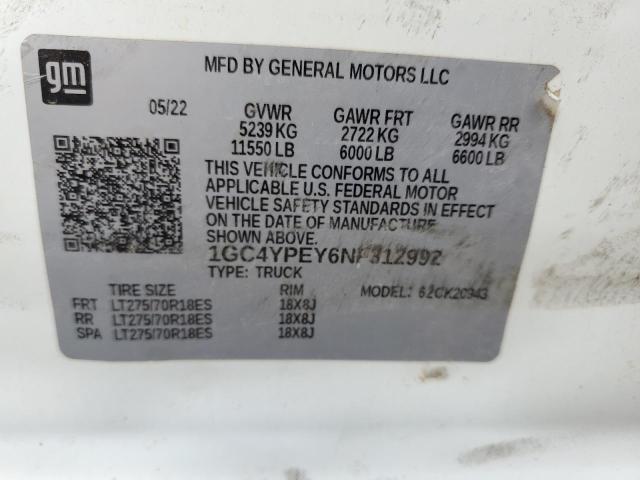 gm
MFD BY GENERAL MOTORS LLC
05/22 GVWR GAWR FRT GAWR RR
5239 KG 2722 KG 2994 KG
11550 LB 6000 LB 6600 LB
THIS VEHICLE CONFORMS TO ALL
APPLICABLE U.S. FEDERAL MOTOR
VEHICLE SAFETY STANDARDS IN EFFECT
ON THE DATE OF MANUFACTURE
SHOWN ABOVE.
1GC4YPEY6NF312992
TYPE: TRUCK
TIRE SIZE RIM MODEL: 62CK20943
FRT LT275/70R18ES 18X8J
RR LT275/70R18ES 18X8J
SPA LT275/70R18ES 18X8J